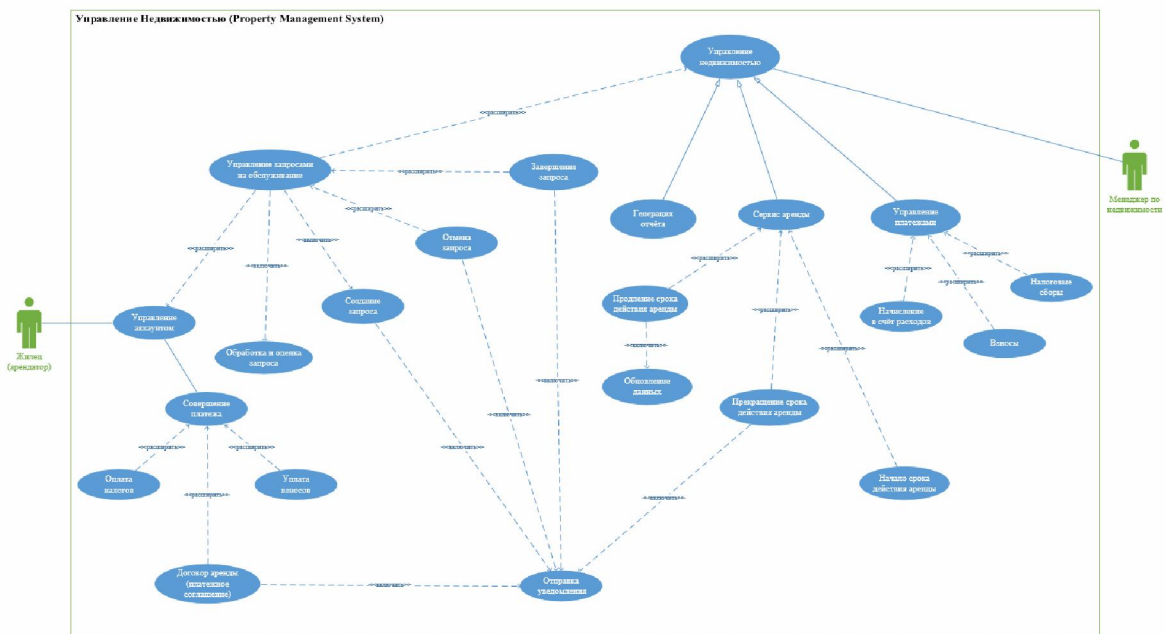 Управление Недвижимостью (Property Management System)
Управление
недвижимостью
<<расширить>>
Управление запросами
на обслуживание
<<расширить>>
Завершение
запроса
Менеджер по
недвижимости
<<расширить>>
Генерация
отчёта
Сервис аренды
Управление
платежами
Отмена
запроса
<<расширить>>
<<включить>>
<<включить>>
<<расширить>>
<<расширить>>
<<расширить>>
<<расширить>>
Налоговые
сборы
Создание
запроса
Продление срока
действия аренды
<<расширить>>
Начисления
в счёт расходов
Жилец
(арендатор)
Управление
аккаунтом
Обработка и оценка
запроса
<<включить>>
<<расширить>>
Взносы
Обновление
данных
<<включить>>
Совершение
платежа
Прекращение срока
действия аренды
<<включить>>
<<расширить>>
<<расширить>>
<<включить>>
Оплата
налогов
<<расширить>>
Уплата
взносов
<<включить>>
Начало срока
действия аренды
Договор аренды
(платежное
соглашение)
<<включить>>
Отправка
уведомления